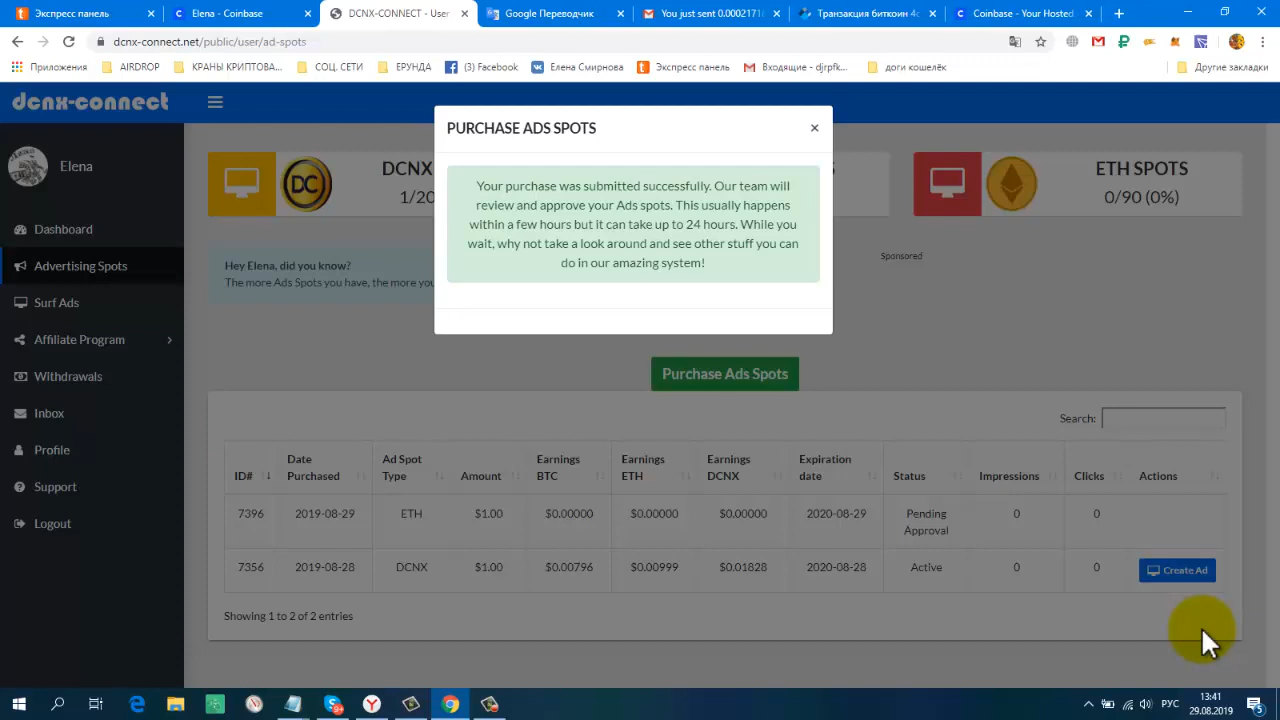 Экспресс панель
Elena - Coinbase
DCNX-CONNECT - User
Google Переводчик
You just sent 0.0002171
Транзакция биткоин 4c
Coinbase - Your Hosted
dcnx-connect.net/public/user/ad-spots
Приложения
AIRDROP
КРАНЫ КРИПТОВА...
СОЦ. СЕТИ
ЕРУНДА
(3) Facebook
Елена Смирнова
Экспресс панель
Входящие - djrpfk...
доги кошелёк
Другие закладки
dcnx-connect
Elena
Dashboard
Advertising Spots
Surf Ads
Affiliate Program
Withdrawals
Inbox
Profile
Support
Logout
DC
DCNX
1/20
ETH SPOTS
0/90 (0%)
PURCHASE ADS SPOTS
×
Your purchase was submitted successfully. Our team will
review and approve your Ads spots. This usually happens
within a few hours but it can take up to 24 hours. While you
wait, why not take a look around and see other stuff you can
do in our amazing system!
Hey Elena, did you know?
The more Ads Spots you have, the more you
Sponsored
Purchase Ads Spots
Search:
ID# Date Purchased Ad Spot Type Amount Earnings BTC Earnings ETH Earnings DCNX Expiration date Status Impressions Clicks Actions
7396 2019-08-29 ETH $1.00 $0.00000 $0.00000 $0.00000 2020-08-29 Pending Approval 0 0
7356 2019-08-28 DCNX $1.00 $0.00796 $0.00999 $0.01828 2020-08-28 Active 0 0 Create Ad
Showing 1 to 2 of 2 entries
РУС
13:41
29.08.2019
5